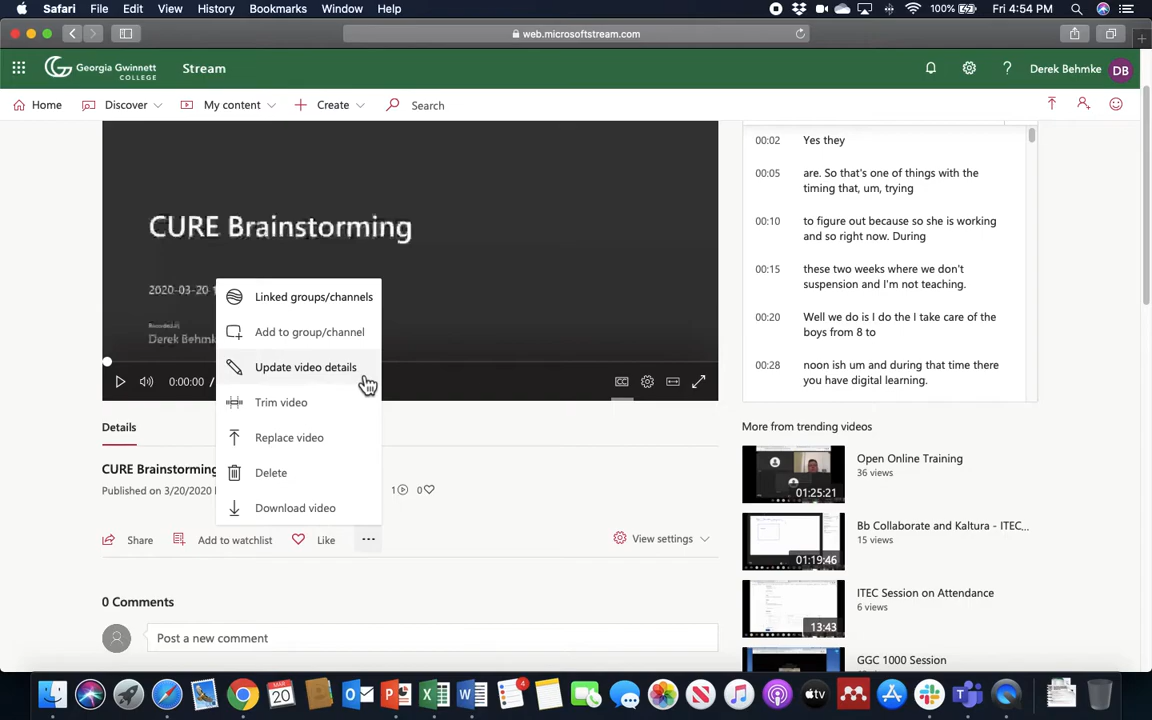 Safari File Edit View History Bookmarks Window Help 100% Fri 4:54 PM
web.microsoftstream.com
Georgia Gwinnett COLLEGE Stream ? Derek Behmke DB
Home Discover My content Create Search
CURE Brainstorming
2020-03-20 1
Recorded by
Derek Behmk
0:00:00 /
CC
Linked groups/channels
Add to group/channel
Update video details
Trim video
Replace video
Delete
Download video
00:02 Yes they
00:05 are. So that's one of things with the
timing that, um, trying
00:10 to figure out because so she is working
and so right now. During
00:15 these two weeks where we don't
suspension and I'm not teaching.
00:20 Well we do is I do the I take care of the
boys from 8 to
00:28 noon ish um and during that time there
you have digital learning.
Details
CURE Brainstorming
Published on 3/20/2020 1 0
Share Add to watchlist Like ... View settings
0 Comments
Post a new comment
More from trending videos
Open Online Training
36 views
01:25:21
Bb Collaborate and Kaltura - ITEC...
15 views
01:19:46
ITEC Session on Attendance
6 views
13:43
GGC 1000 Session
MAR
20
4
tv